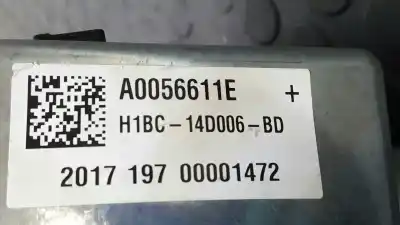 A0056611E +
H1BC-14D006-BD
2017 197 00001472